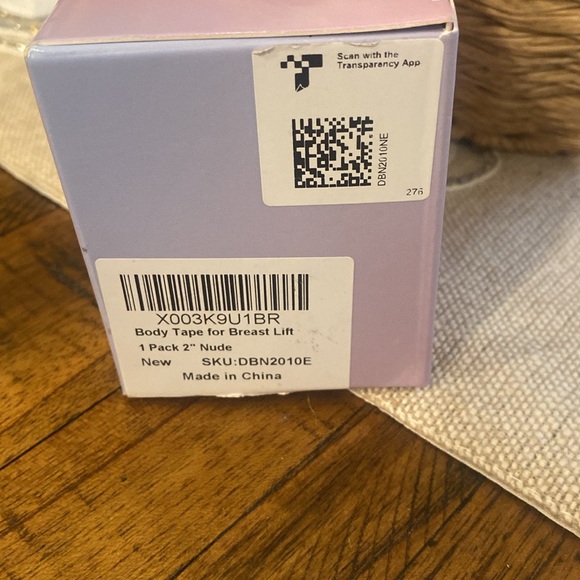 Scan with the
Transparency App
DBN2010NE
276
X003K9U1BR
Body Tape for Breast Lift
1 Pack 2" Nude
New SKU:DBN2010E
Made in China